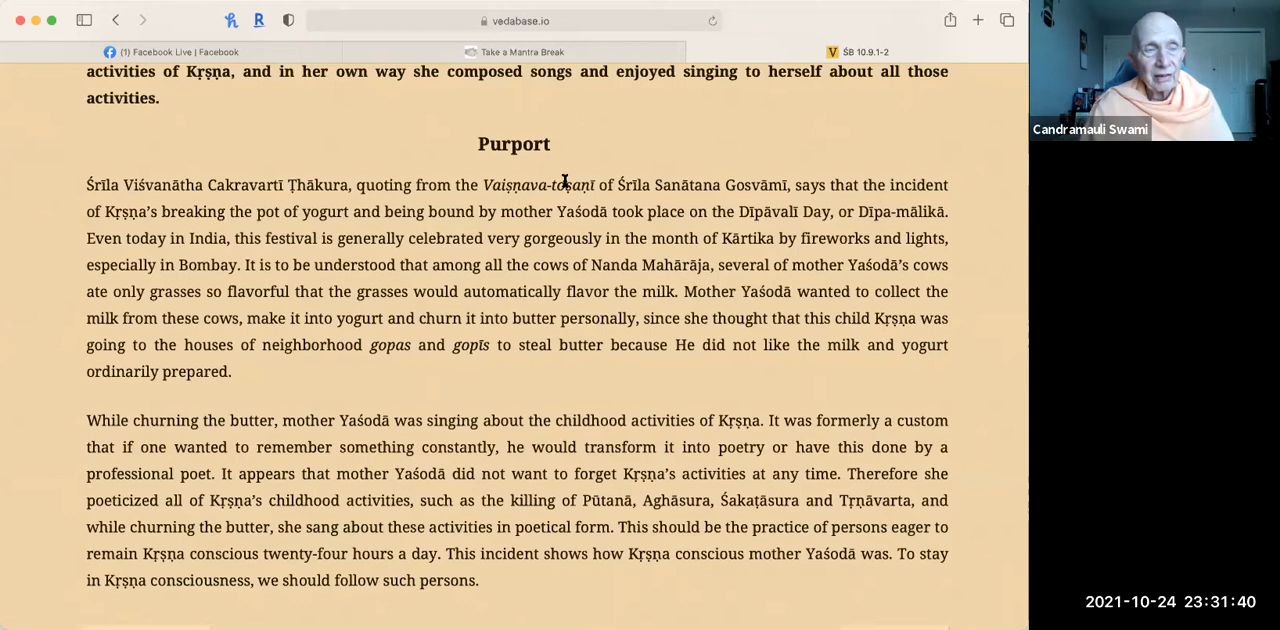 vedabase.io
(1) Facebook Live | Facebook
Take a Mantra Break
ŚB 10.9.1-2
activities of Kṛṣṇa, and in her own way she composed songs and enjoyed singing to herself about all those
activities.
Purport
Śrīla Viśvanātha Cakravartī Ṭhākura, quoting from the Vaiṣṇava-toṣaṇī of Śrīla Sanātana Gosvāmī, says that the incident
of Kṛṣṇa’s breaking the pot of yogurt and being bound by mother Yaśodā took place on the Dīpāvalī Day, or Dīpa-mālikā.
Even today in India, this festival is generally celebrated very gorgeously in the month of Kārtika by fireworks and lights,
especially in Bombay. It is to be understood that among all the cows of Nanda Mahārāja, several of mother Yaśodā’s cows
ate only grasses so flavorful that the grasses would automatically flavor the milk. Mother Yaśodā wanted to collect the
milk from these cows, make it into yogurt and churn it into butter personally, since she thought that this child Kṛṣṇa was
going to the houses of neighborhood gopas and gopīs to steal butter because He did not like the milk and yogurt
ordinarily prepared.
While churning the butter, mother Yaśodā was singing about the childhood activities of Kṛṣṇa. It was formerly a custom
that if one wanted to remember something constantly, he would transform it into poetry or have this done by a
professional poet. It appears that mother Yaśodā did not want to forget Kṛṣṇa’s activities at any time. Therefore she
poeticized all of Kṛṣṇa’s childhood activities, such as the killing of Pūtanā, Aghāsura, Śakaṭāsura and Tṛṇāvarta, and
while churning the butter, she sang about these activities in poetical form. This should be the practice of persons eager to
remain Kṛṣṇa conscious twenty-four hours a day. This incident shows how Kṛṣṇa conscious mother Yaśodā was. To stay
in Kṛṣṇa consciousness, we should follow such persons.
Candramauli Swami
2021-10-24 23:31:40